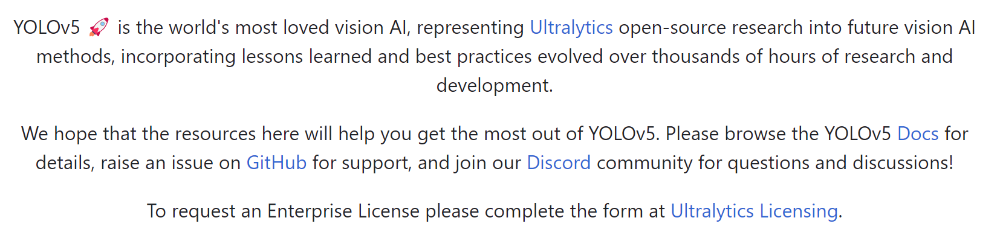 YOLOv5 🚀 is the world's most loved vision AI, representing Ultralytics open-source research into future vision AI
methods, incorporating lessons learned and best practices evolved over thousands of hours of research and
development.
We hope that the resources here will help you get the most out of YOLOv5. Please browse the YOLOv5 Docs for
details, raise an issue on GitHub for support, and join our Discord community for questions and discussions!
To request an Enterprise License please complete the form at Ultralytics Licensing.